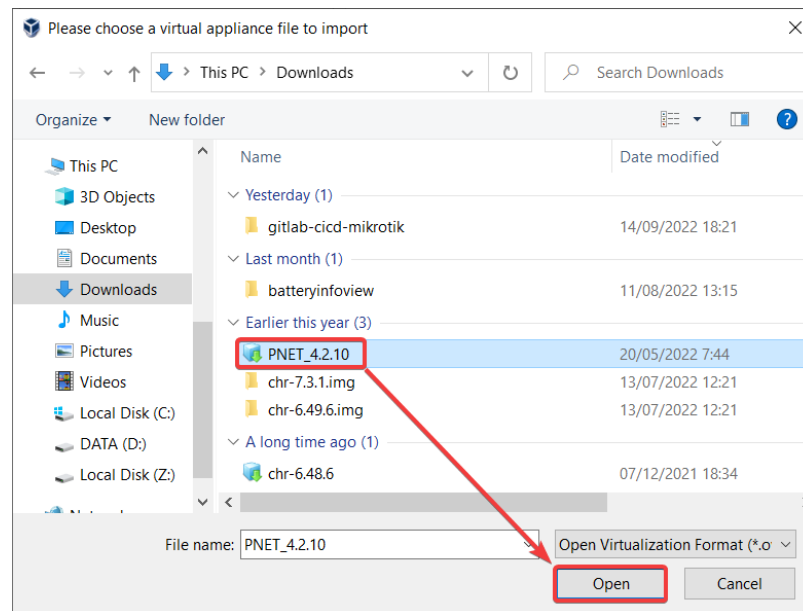 Please choose a virtual appliance file to import
This PC > Downloads
Search Downloads
Organize
New folder
Name
Date modified
This PC
3D Objects
Desktop
Documents
Downloads
Music
Pictures
Videos
Local Disk (C:)
DATA (D:)
Local Disk (Z:)
Yesterday (1)
gitlab-cicd-mikrotik 14/09/2022 18:21
Last month (1)
batteryinfoview 11/08/2022 13:15
Earlier this year (3)
PNET_4.2.10 20/05/2022 7:44
chr-7.3.1.img 13/07/2022 12:21
chr-6.49.6.img 13/07/2022 12:21
A long time ago (1)
chr-6.48.6 07/12/2021 18:34
File name: PNET_4.2.10
Open Virtualization Format (*.o
Open
Cancel